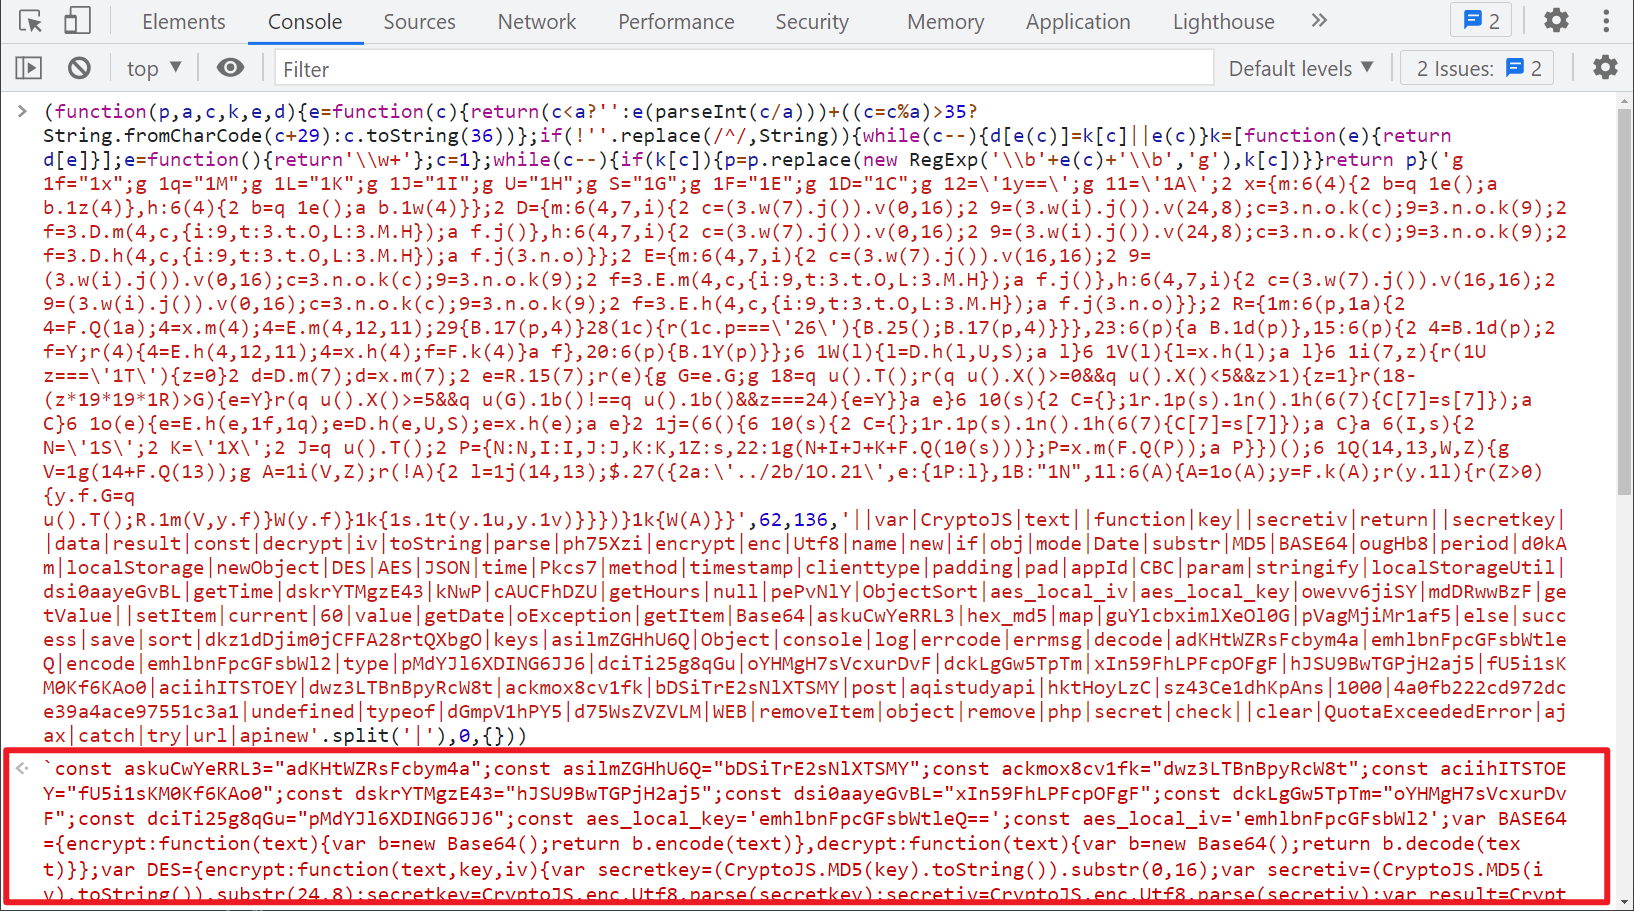 Elements Console Sources Network Performance Security Memory Application Lighthouse 2
top Filter Default levels 2 Issues: 2
(function(p,a,c,k,e,d){e=function(c){return(c<a?'':e(parseInt(c/a)))+((c=c%a)>35?
String.fromCharCode(c+29):c.toString(36))};if(!''.replace(/^/,String)){while(c--){d[e(c)]=k[c]||e(c)}k=[function(e){return
d[e]}];e=function(){return'\\w+'};c=1};while(c--){if(k[c]){p=p.replace(new RegExp('\\b'+e(c)+'\\b','g'),k[c])}}return p}('g
1f="1x";g 1q="1M";g 1L="1K";g 1J="1I";g U="1H";g S="1G";g 1F="1E";g 1D="1C";g 12=\'1y==\';g 11=\'1A\';2 x={m:6(4){2 b=q 1e();a
b.1z(4)},h:6(4){2 b=q 1e();a b.1w(4)}};2 D={m:6(4,7,i){2 c=(3.w(7).j()).v(0,16);2 9=(3.w(i).j()).v(24,8);c=3.n.o.k(c);9=3.n.o.k(9);2
f=3.D.m(4,c,{i:9,t:3.t.O,L:3.M.H});a f.j()},h:6(4,7,i){2 c=(3.w(7).j()).v(0,16);2 9=(3.w(i).j()).v(24,8);c=3.n.o.k(c);9=3.n.o.k(9);2
f=3.D.h(4,c,{i:9,t:3.t.O,L:3.M.H});a f.j(3.n.o)}};2 E={m:6(4,7,i){2 c=(3.w(7).j()).v(16,16);2 9=
(3.w(i).j()).v(0,16);c=3.n.o.k(c);9=3.n.o.k(9);2 f=3.E.m(4,c,{i:9,t:3.t.O,L:3.M.H});a f.j()},h:6(4,7,i){2 c=(3.w(7).j()).v(16,16);2
9=(3.w(i).j()).v(0,16);c=3.n.o.k(c);9=3.n.o.k(9);2 f=3.E.h(4,c,{i:9,t:3.t.O,L:3.M.H});a f.j(3.n.o)}};2 R={1m:6(p,1a){2
4=F.Q(1a);4=x.m(4);4=E.m(4,12,11);29{B.17(p,4)}28(1c){r(1c.p===\'26\'){B.25();B.17(p,4)}}},23:6(p){a B.1d(p)},15:6(p){2 4=B.1d(p);2
f=Y;r(4){4=E.h(4,12,11);4=x.h(4);f=F.k(4)}a f},20:6(p){B.1Y(p)}};6 1W(l){l=D.h(l,U,S);a l}6 1V(l){l=x.h(l);a l}6 1i(7,z){r(1U
z===\'1T\'){z=0}2 d=D.m(7);d=x.m(7);2 e=R.15(7);r(e){g G=e.G;g 18=q u().T();r(q u().X()>=0&&q u().X()<5&&z>1){z=1}r(18-
(z*19*19*1R)>G){e=Y}r(q u().X()>=5&&q u(G).1b()!==q u().1b()&&z===24){e=Y}}a e}6 10(s){2 C={};1r.1p(s).1n().1h(6(7){C[7]=s[7]});a
C}6 1o(e){e=E.h(e,1f,1q);e=D.h(e,U,S);e=x.h(e);a e}2 1j=(6(){6 10(s){2 C={};1r.1p(s).1n().1h(6(7){C[7]=s[7]});a C}a 6(I,s){2
N=\'1S\';2 K=\'1X\';2 J=q u().T();2 P={N:N,I:I,J:J,K:K,1Z:s,22:1g(N+I+J+K+F.Q(10(s)))};P=x.m(F.Q(P));a P}})();6 1Q(14,13,W,Z){g
V=1g(14+F.Q(13));g A=1i(V,Z);r(!A){2 l=1j(14,13);$.27({2a:\'../2b/1O.21\',e:{1P:l},1B:"1N",1l:6(A){A=1o(A);y=F.k(A);r(y.1l){r(Z>0)
{y.f.G=q
u().T();R.1m(V,y.f)}W(y.f)}1k{1s.1t(y.1u,y.1v)}}})}1k{W(A)}}',62,136,'||var|CryptoJS|text||function|key||secretiv|return||secretkey|
|data|result|const|decrypt|iv|toString|parse|ph75Xzi|encrypt|enc|Utf8|name|new|if|obj|mode|Date|substr|MD5|BASE64|ougHb8|period|d0kA
m|localStorage|newObject|DES|AES|JSON|time|Pkcs7|method|timestamp|clienttype|padding|pad|appId|CBC|param|stringify|localStorageUtil|
dsi0aayeGvBL|getTime|dskrYTMgzE43|kNwP|cAUCFhDZU|getHours|null|pePvNlY|ObjectSort|aes_local_iv|aes_local_key|owevv6jiSY|mdDRwwBzF|ge
tValue||setItem|current|60|value|getDate|oException|getItem|Base64|askuCwYeRRL3|hex_md5|map|guYlcbximlXeOl0G|pVagMjiMr1af5|else|succ
ess|save|sort|dkz1dDjim0jCFFA28rtQXbgO|keys|asilmZGHhU6Q|Object|console|log|errcode|errmsg|decode|adKHtWZRsFcbym4a|emhlbnFpcGFsbWtle
Q|encode|emhlbnFpcGFsbWl2|type|pMdYJl6XDING6JJ6|dciTi25g8qGu|oYHMgH7sVcxurDvF|dckLgGw5TpTm|xIn59FhLPFcpOFgF|hJSU9BwTGPjH2aj5|fU5i1sK
M0Kf6KAo0|aciihITSTOEY|dwz3LTBnBpyRcW8t|ackmox8cv1fk|bDSiTrE2sNlXTSMY|post|aqistudyapi|hktHoyLzC|sz43Ce1dhKpAns|1000|4a0fb222cd972dc
e39a4ace97551c3a1|undefined|typeof|dGmpV1hPY5|d75WsZVZVLM|WEB|removeItem|object|remove|php|secret|check||clear|QuotaExceededError|aj
ax|catch|try|url|apinew'.split('|'),0,{}))
`const askuCwYeRRL3="adKHtWZRsFcbym4a";const asilmZGHhU6Q="bDSiTrE2sNlXTSMY";const ackmox8cv1fk="dwz3LTBnBpyRcW8t";const aciihITSTOE
Y="fU5i1sKM0Kf6KAo0";const dskrYTMgzE43="hJSU9BwTGPjH2aj5";const dsi0aayeGvBL="xIn59FhLPFcpOFgF";const dckLgGw5TpTm="oYHMgH7sVcxurDv
F";const dciTi25g8qGu="pMdYJl6XDING6JJ6";const aes_local_key='emhlbnFpcGFsbWtleQ==';const aes_local_iv='emhlbnFpcGFsbWl2';var BASE64
={encrypt:function(text){var b=new Base64();return b.encode(text)},decrypt:function(text){var b=new Base64();return b.decode(tex
t)}};var DES={encrypt:function(text,key,iv){var secretkey=(CryptoJS.MD5(key).toString()).substr(0,16);var secretiv=(CryptoJS.MD5(i
v).toString()).substr(24,8);secretkey=CryptoJS.enc.Utf8.parse(secretkey);secretiv=CryptoJS.enc.Utf8.parse(secretiv);var result=Crypt